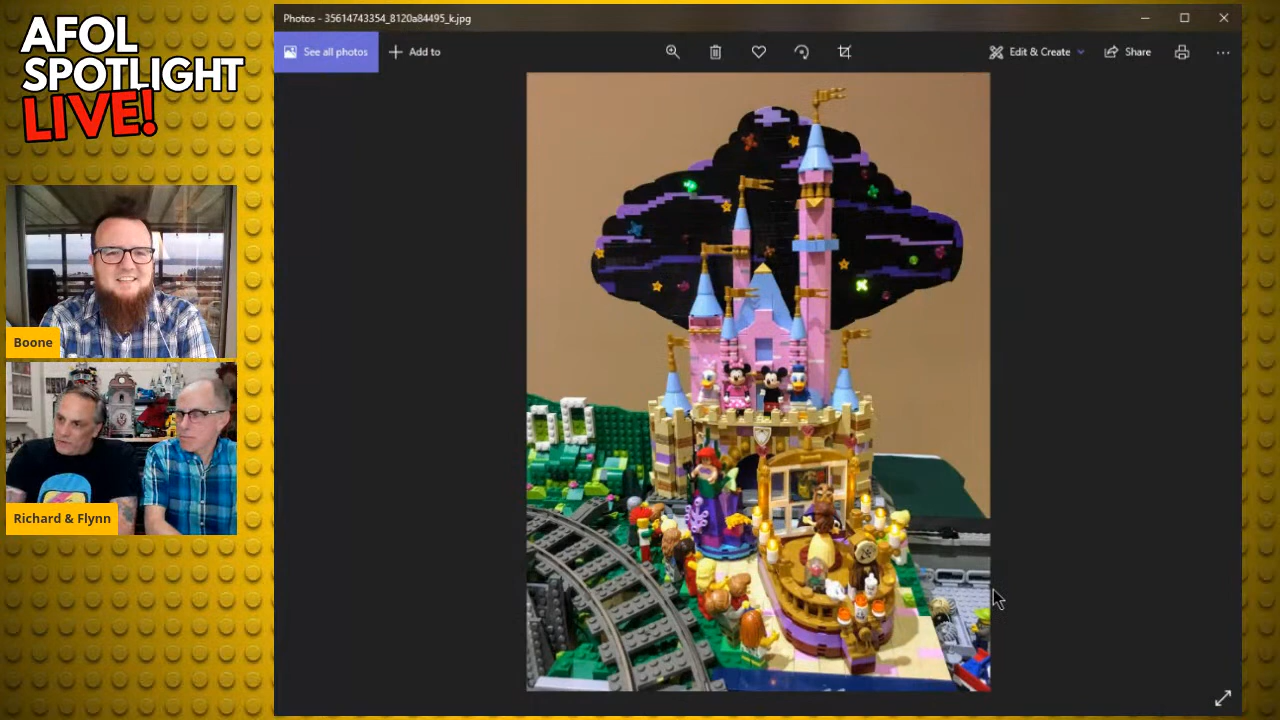 AFOL
SPOTLIGHT
LIVE!
Photos - 35614743354_8120a84495_k.jpg
See all photos
Add to
Edit & Create
Share
Boone
Richard & Flynn